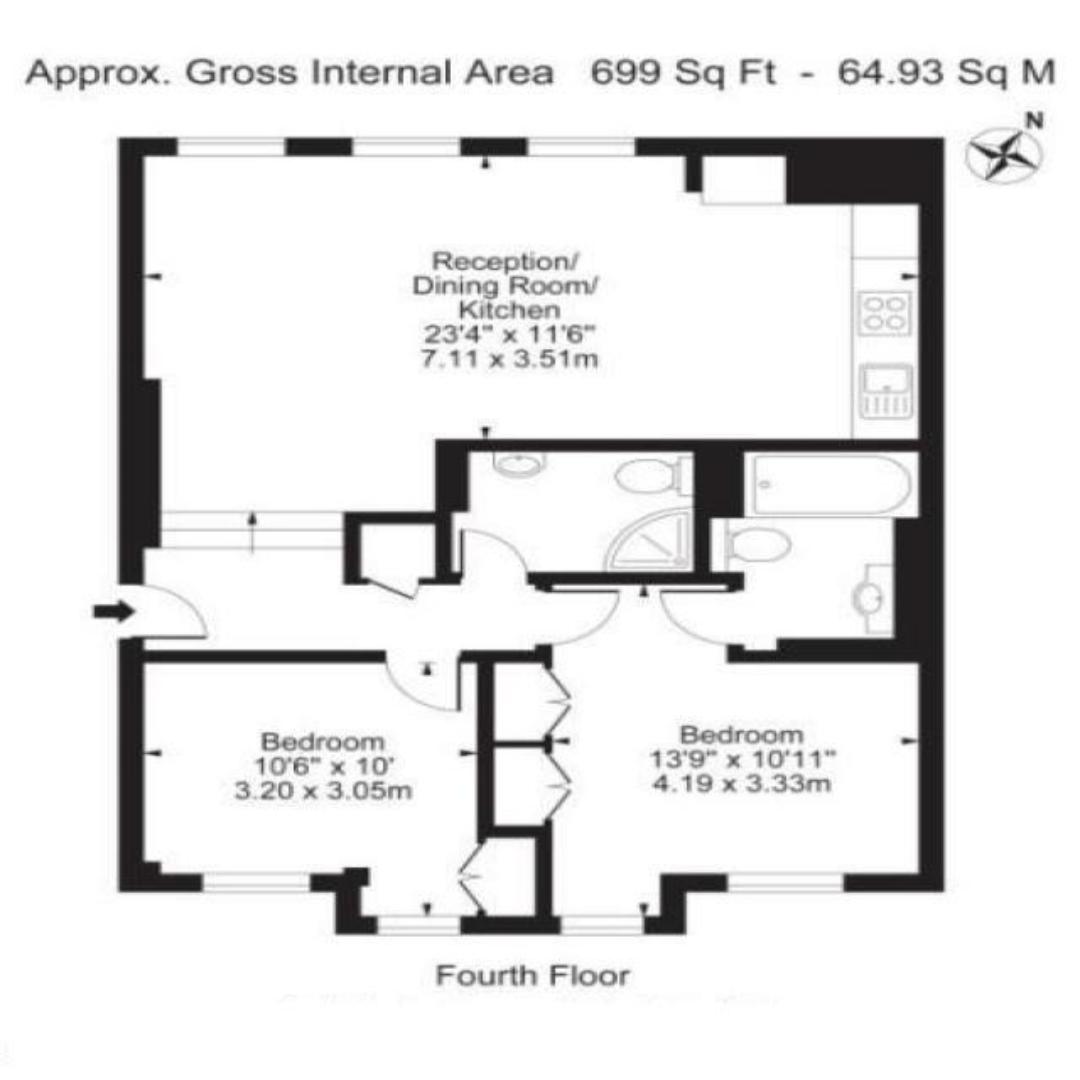 Approx. Gross Internal Area 699 Sq Ft - 64.93 Sq M
N
Reception/
Dining Room/
Kitchen
23'4" x 11'6"
7.11 x 3.51m
Bedroom
10'6" x 10'
3.20 x 3.05m
Bedroom
13'9" x 10'11"
4.19 x 3.33m
Fourth Floor